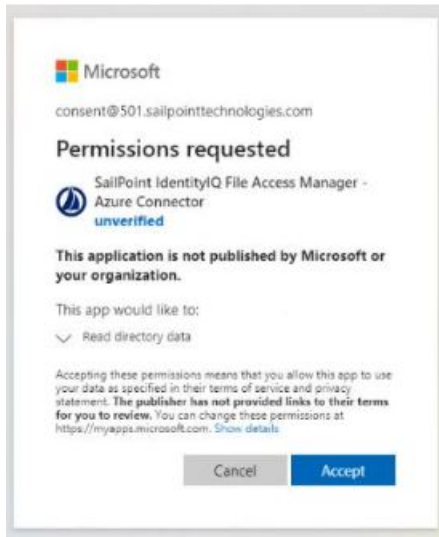 Microsoft
consent@501.sailpointtechnologies.com
Permissions requested
SailPoint IdentityIQ File Access Manager -
Azure Connector
unverified
This application is not published by Microsoft or
your organization.
This app would like to:
Read directory data
Accepting these permissions means that you allow this app to use
your data as specified in their terms of service and privacy
statement. The publisher has not provided links to their terms
for you to review. You can change these permissions at
https://myapps.microsoft.com. Show details
Cancel
Accept